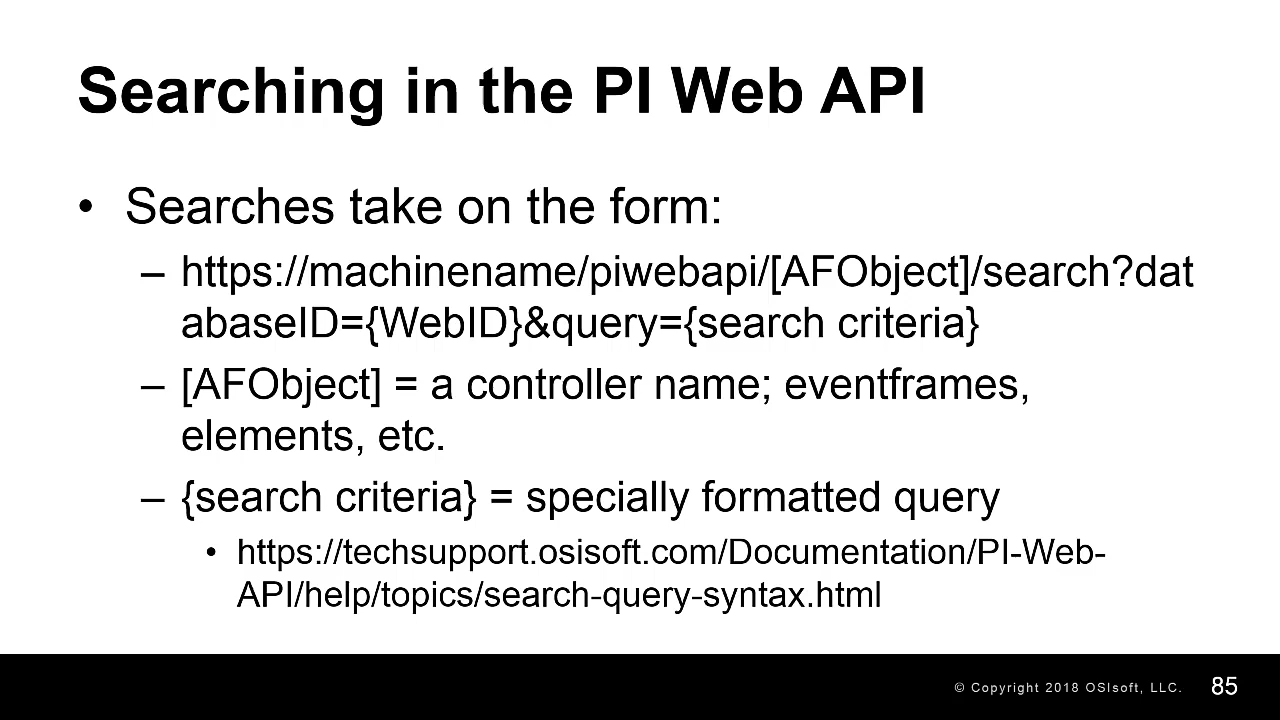 Searching in the PI Web API
• Searches take on the form:
– https://machinename/piwebapi/[AFObject]/search?dat
abaseID={WebID}&query={search criteria}
– [AFObject] = a controller name; eventframes,
elements, etc.
– {search criteria} = specially formatted query
• https://techsupport.osisoft.com/Documentation/PI-Web-
API/help/topics/search-query-syntax.html
© Copyright 2018 OSIsoft, LLC. 85